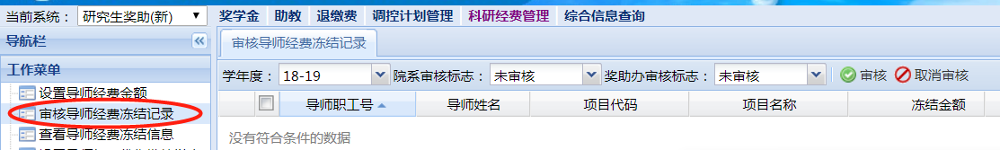 当前系统： 研究生奖助(新) 奖学金 助教 退缴费 调控计划管理 科研经费管理 综合信息查询
导航栏
工作菜单
设置导师经费金额
审核导师经费冻结记录
查看导师经费冻结信息
审核导师经费冻结记录
学年度： 18-19 院系审核标志： 未审核 奖助办审核标志： 未审核 审核 取消审核
导师职工号 导师姓名 项目代码 项目名称 冻结金额
没有符合条件的数据